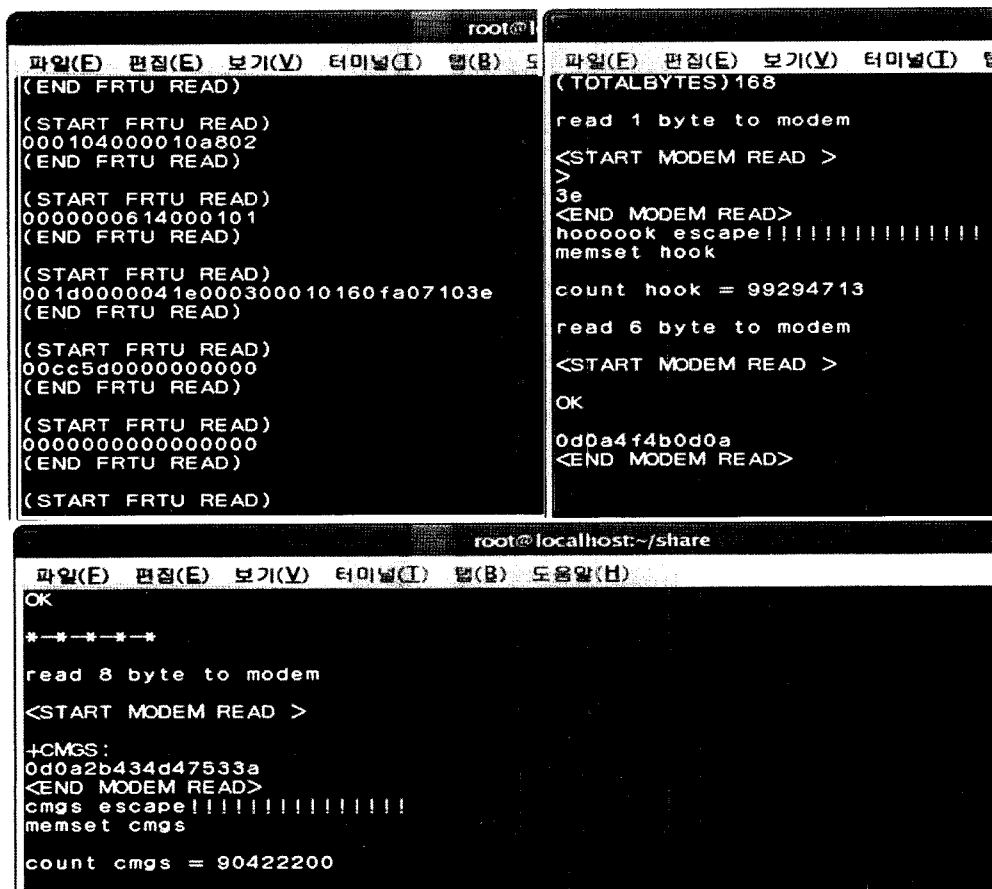 root@l
파일(F) 편집(E) 보기(V) 터미널(T) 탭(B) 도
(END FRTU READ)
(START FRTU READ)
000104000010a802
(END FRTU READ)
(START FRTU READ)
0000000614000101
(END FRTU READ)
(START FRTU READ)
001d0000041e000300010160fa07103e
(END FRTU READ)
(START FRTU READ)
00cc5d0000000000
(END FRTU READ)
(START FRTU READ)
0000000000000000
(END FRTU READ)
(START FRTU READ)
파일(F) 편집(E) 보기(V) 터미널(T)
(TOTALBYTES)168
read 1 byte to modem
<START MODEM READ >
>
3e
<END MODEM READ>
hoooook escape!!!!!!!!!!!!!!!
memset hook
count hook = 99294713
read 6 byte to modem
<START MODEM READ >
OK
0d0a4f4b0d0a
<END MODEM READ>
root@localhost:~/share
파일(F) 편집(E) 보기(V) 터미널(T) 탭(B) 도움말(H)
OK
*-*-*-*-*
read 8 byte to modem
<START MODEM READ >
+CMGS:
0d0a2b434d47533a
<END MODEM READ>
cmgs escape!!!!!!!!!!!!!!!
memset cmgs
count cmgs = 90422200